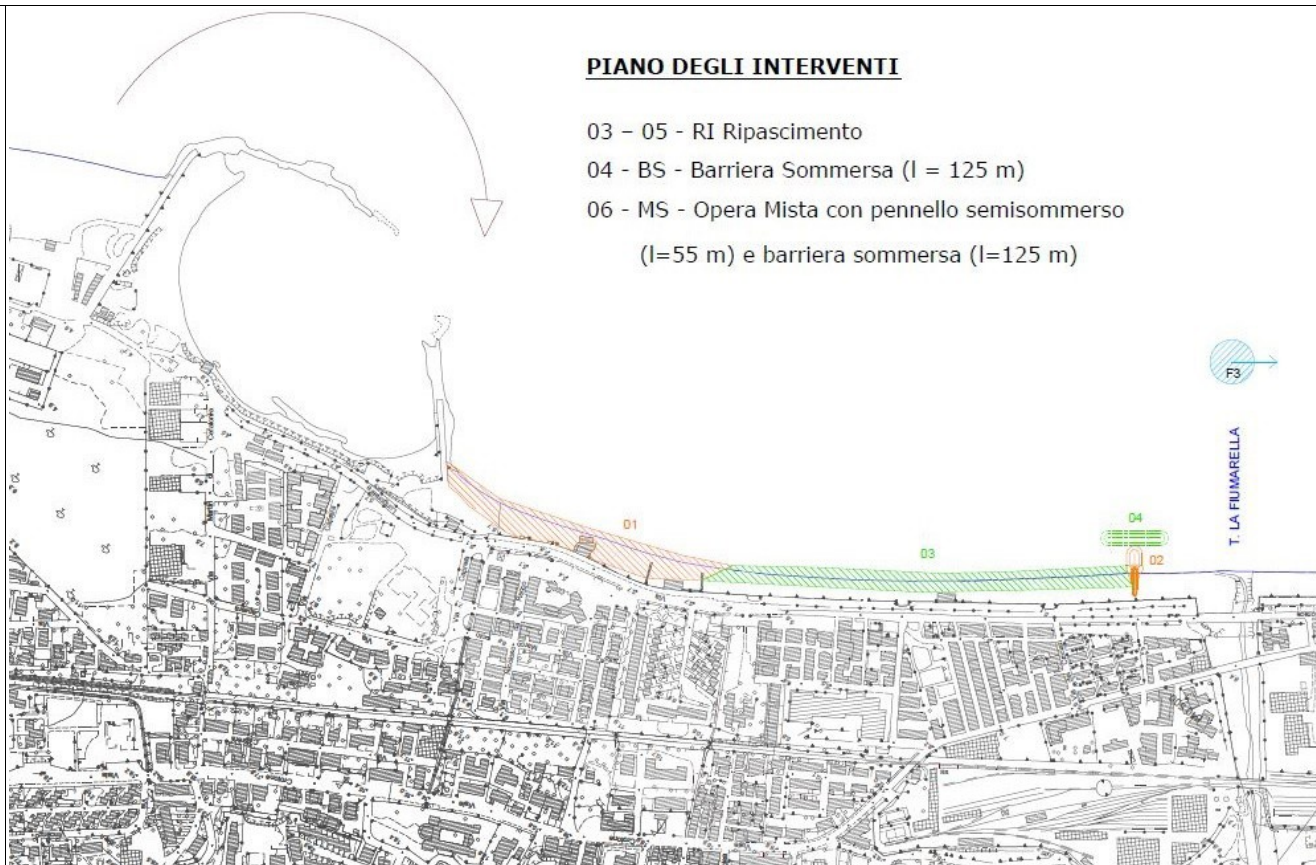 PIANO DEGLI INTERVENTI
03 – 05 - RI Ripascimento
04 - BS - Barriera Sommersa (l = 125 m)
06 - MS - Opera Mista con pennello semisommerso
(l=55 m) e barriera sommersa (l=125 m)
F3
T. LA FIUMARELLA
01
03
04
02